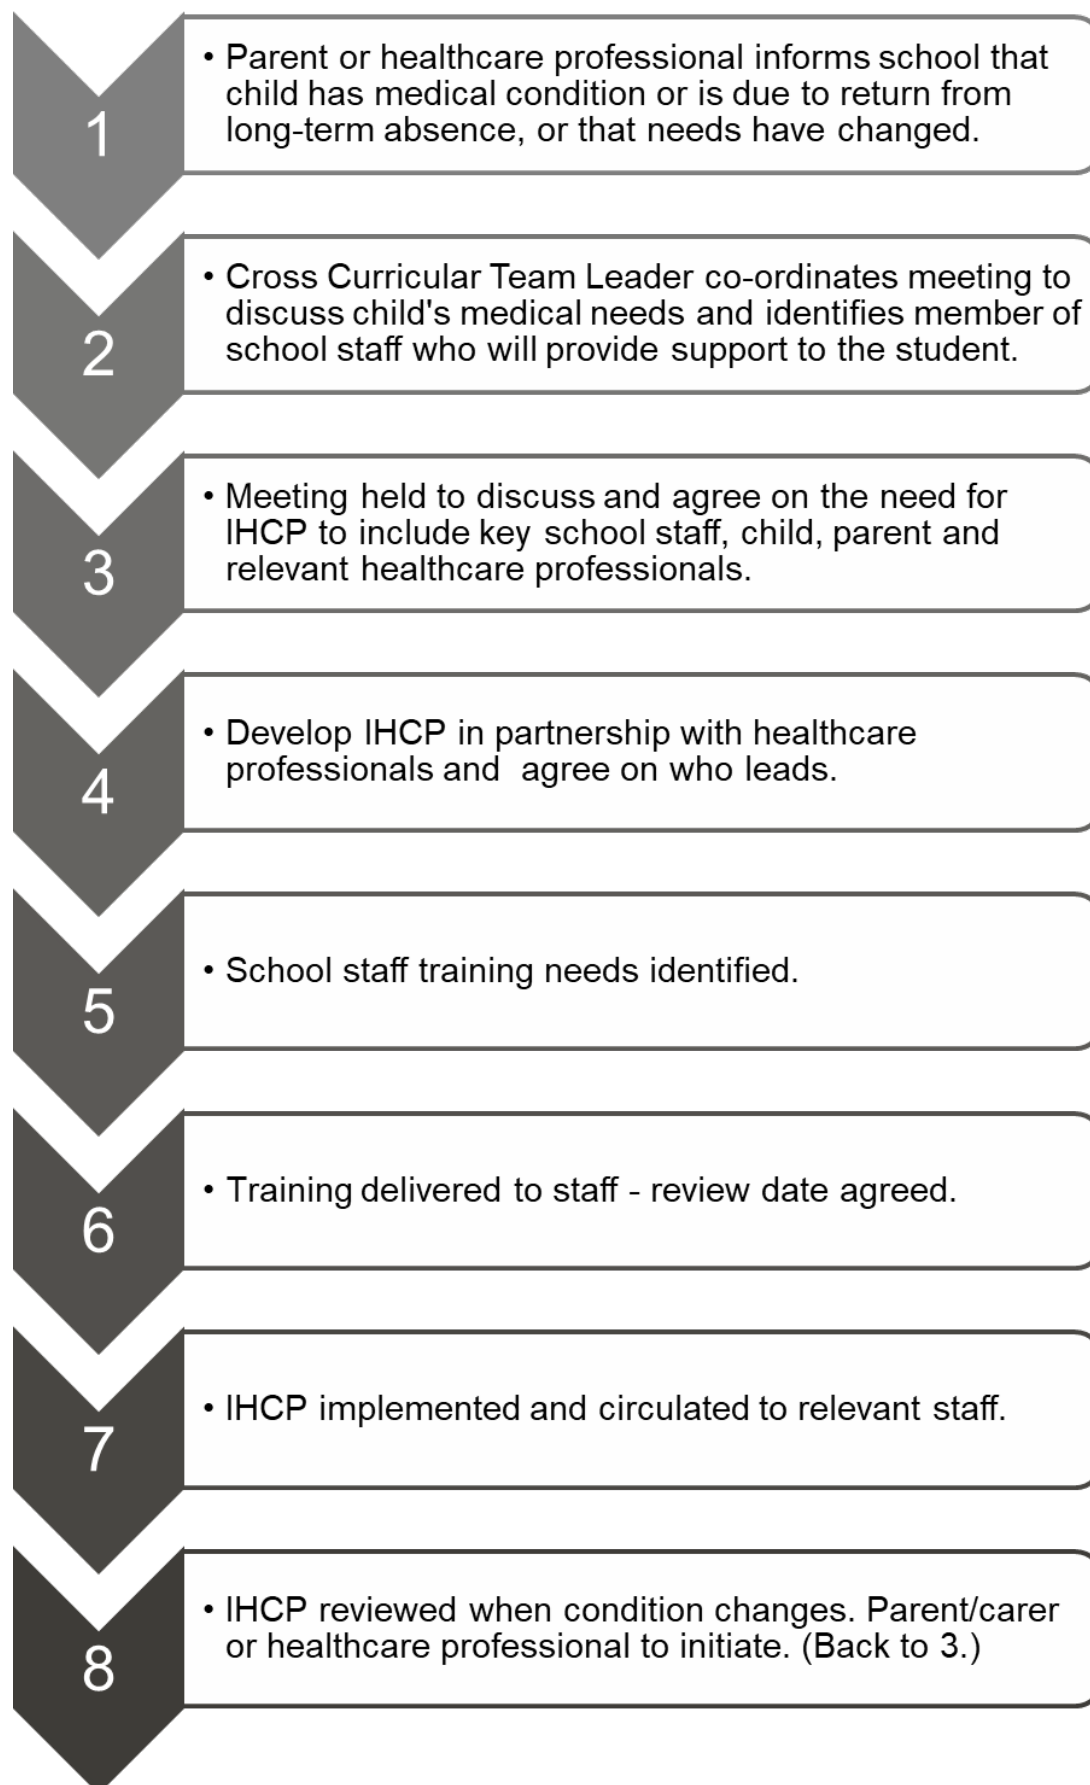 1
• Parent or healthcare professional informs school that
child has medical condition or is due to return from
long-term absence, or that needs have changed.
2
• Cross Curricular Team Leader co-ordinates meeting to
discuss child's medical needs and identifies member of
school staff who will provide support to the student.
3
• Meeting held to discuss and agree on the need for
IHCP to include key school staff, child, parent and
relevant healthcare professionals.
4
• Develop IHCP in partnership with healthcare
professionals and  agree on who leads.
5
• School staff training needs identified.
6
• Training delivered to staff - review date agreed.
7
• IHCP implemented and circulated to relevant staff.
8
• IHCP reviewed when condition changes. Parent/carer
or healthcare professional to initiate. (Back to 3.)